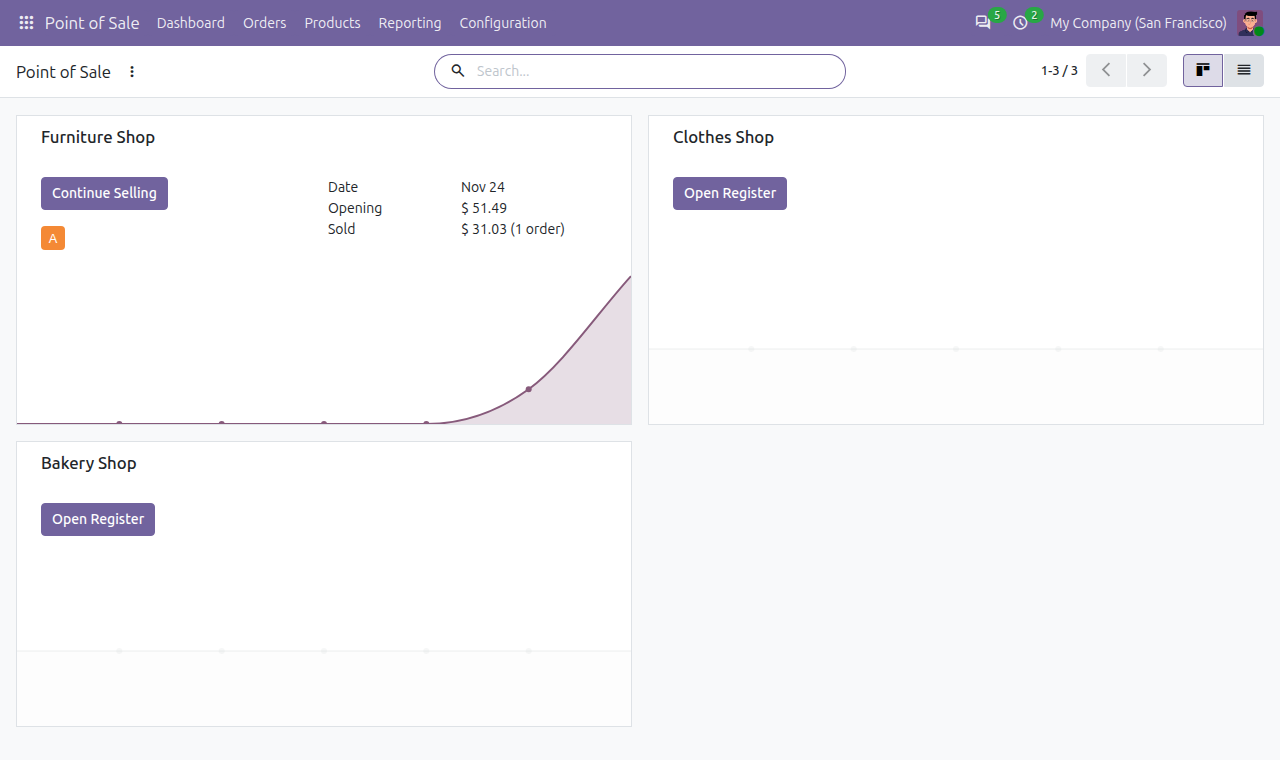 Point of Sale Dashboard Orders Products Reporting Configuration 5 2 My Company (San Francisco)
Point of Sale Search... 1-3 / 3
Furniture Shop
Continue Selling
A
Date Nov 24
Opening $ 51.49
Sold $ 31.03 (1 order)
Clothes Shop
Open Register
Bakery Shop
Open Register